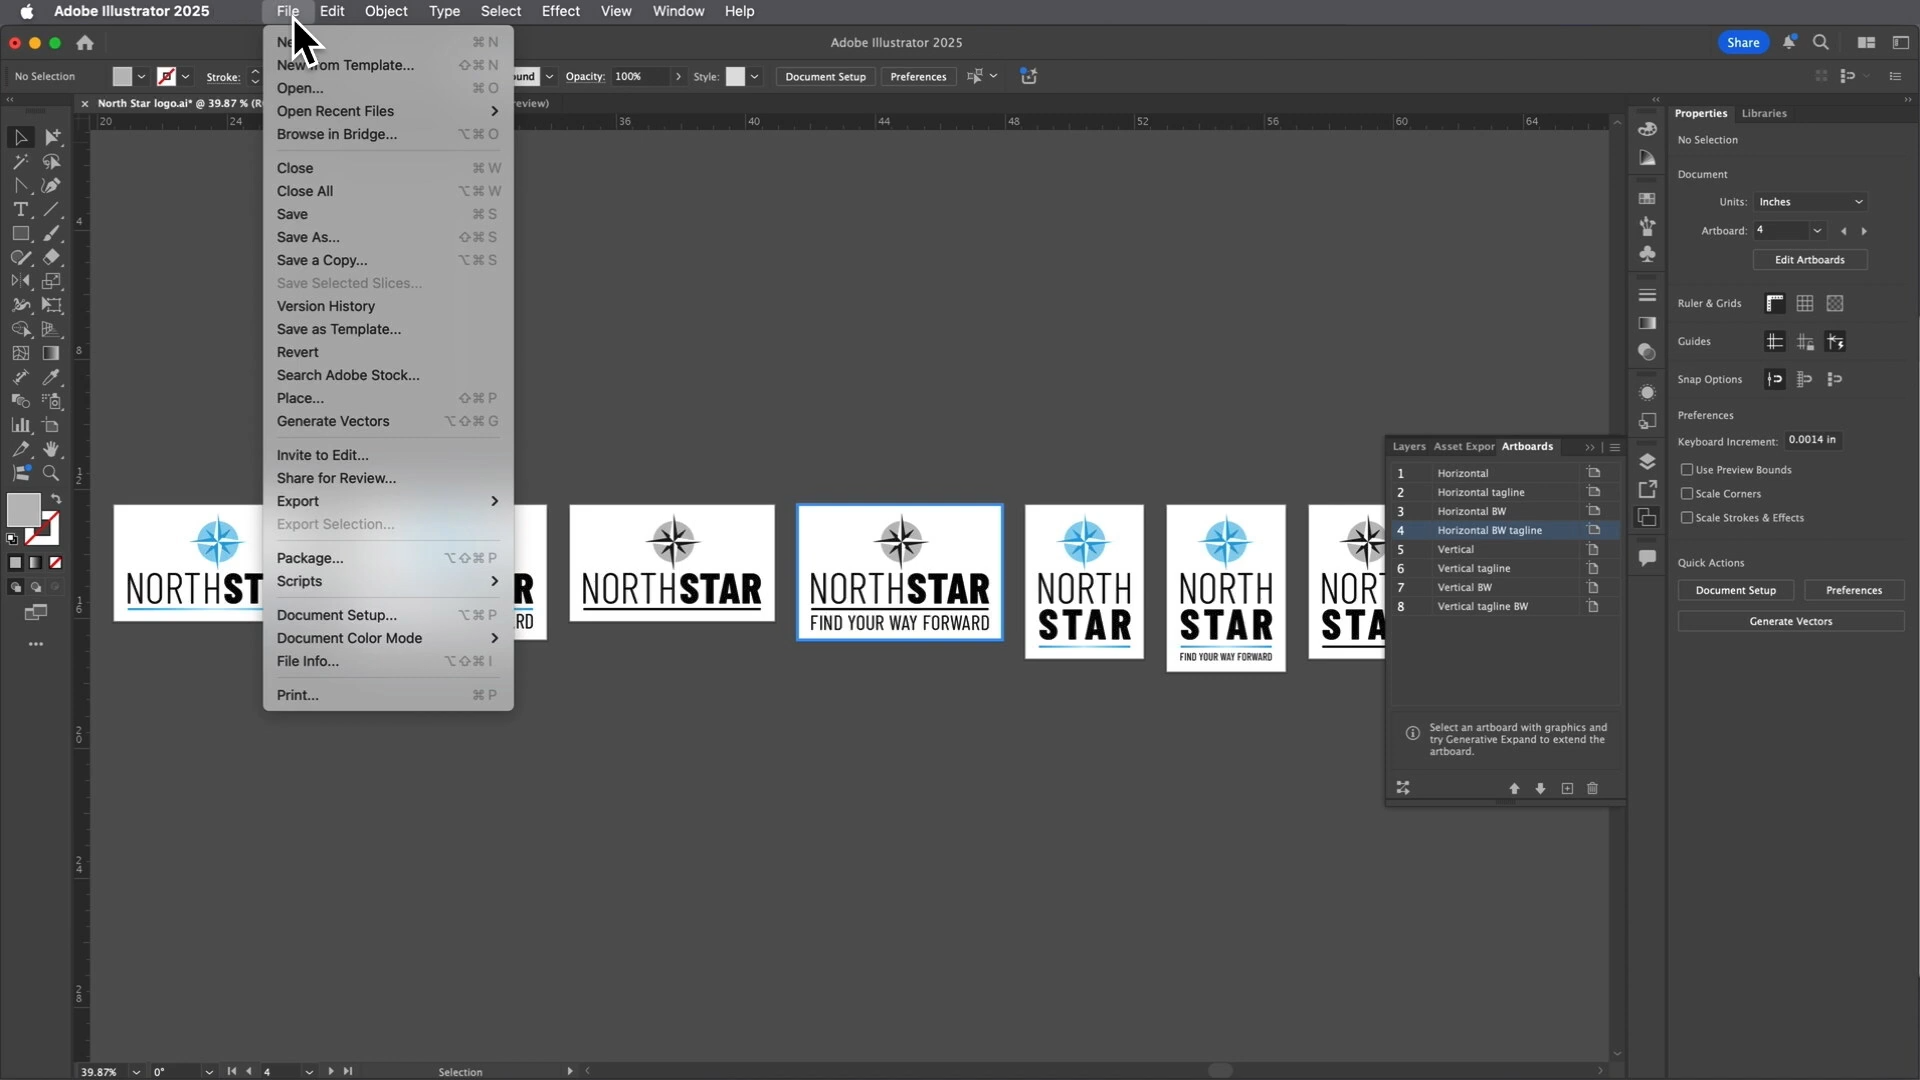 Adobe Illustrator 2025 File Edit Object Type Select Effect View Window Help
Adobe Illustrator 2025
Share
No Selection
Stroke:
Opacity: 100%
Style:
Document Setup
Preferences
North Star logo.ai* @ 39.87 %
20 24 36 40 44 48 52 56 60 64
4
8
12
16
20
24
28
New from Template... ⇧⌘N
Open... ⌘O
Open Recent Files
Browse in Bridge... ⌥⌘O
Close ⌘W
Close All ⌥⌘W
Save ⌘S
Save As... ⇧⌘S
Save a Copy... ⌥⌘S
Save Selected Slices...
Version History
Save as Template...
Revert
Search Adobe Stock...
Place... ⇧⌘P
Generate Vectors ⌥⇧⌘G
Invite to Edit...
Share for Review...
Export
Export Selection...
Package... ⌥⇧⌘P
Scripts
Document Setup... ⌥⌘P
Document Color Mode
File Info... ⌥⇧⌘I
Print... ⌘P
NORTHSTAR
NORTHSTAR
FIND YOUR WAY FORWARD
NORTH
STAR
NORTH
STAR
FIND YOUR WAY FORWARD
Layers Asset Expor Artboards
1 Horizontal
2 Horizontal tagline
3 Horizontal BW
4 Horizontal BW tagline
5 Vertical
6 Vertical tagline
7 Vertical BW
8 Vertical tagline BW
Select an artboard with graphics and
try Generative Expand to extend the
artboard.
Properties Libraries
No Selection
Document
Units: Inches
Artboard: 4
Edit Artboards
Ruler & Grids
Guides
Snap Options
Preferences
Keyboard Increment: 0.0014 in
Use Preview Bounds
Scale Corners
Scale Strokes & Effects
Quick Actions
Document Setup
Preferences
Generate Vectors
39.87% 0° 4 Selection